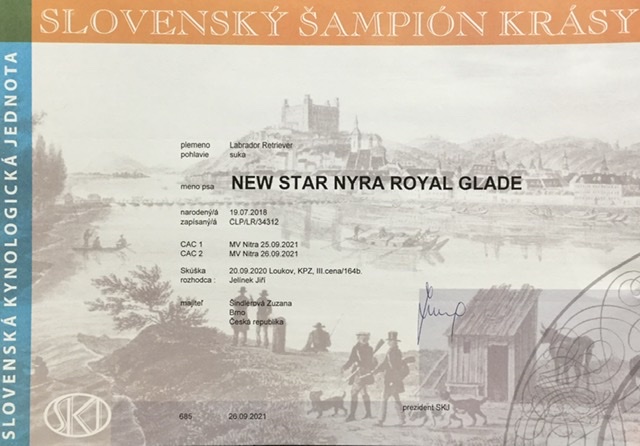 SLOVENSKÝ ŠAMPIÓN KRÁSY
SLOVENSKÁ KYNOLOGICKÁ JEDNOTA
plemeno Labrador Retriever
pohlavie suka
meno psa NEW STAR NYRA ROYAL GLADE
narodený/á 19.07.2018
zapísaný/á ČLP/LR/34312
CAC 1 MV Nitra 25.09.2021
CAC 2 MV Nitra 26.09.2021
Skúška 20.09.2020 Loukov, KPZ, III.cena/164b.
rozhodca : Jelínek Jiří
majiteľ Šindlerová Zuzana
Brno
Česká republika
prezident SKJ
SKJ
685 26.09.2021